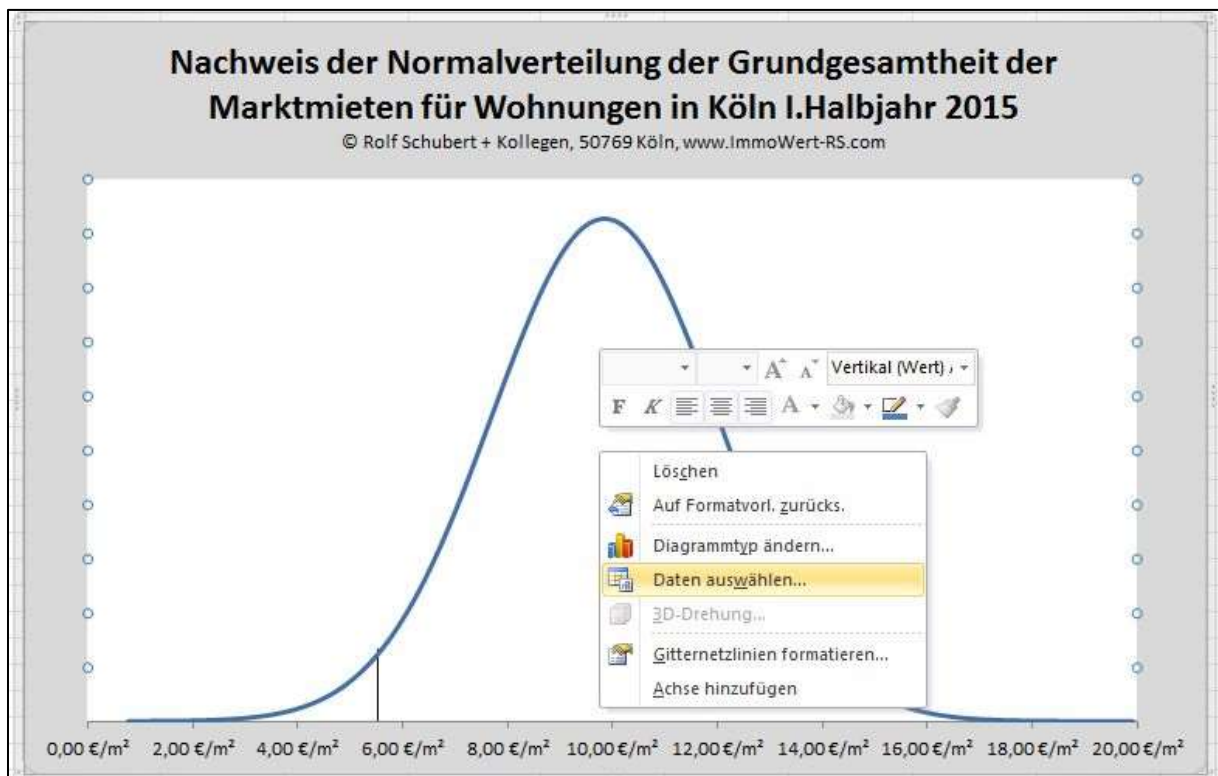 Nachweis der Normalverteilung der Grundgesamtheit der
Marktmieten für Wohnungen in Köln I.Halbjahr 2015
© Rolf Schubert + Kollegen, 50769 Köln, www.ImmoWert-RS.com
A A Vertikal (Wert)
F K A
Löschen
Auf Formatvorl. zurücks.
Diagrammtyp ändern...
Daten auswählen...
3D-Drehung...
Gitternetzlinien formatieren...
Achse hinzufügen
0,00 €/m² 2,00 €/m² 4,00 €/m² 6,00 €/m² 8,00 €/m² 10,00 €/m² 12,00 €/m² 14,00 €/m² 16,00 €/m² 18,00 €/m² 20,00 €/m²